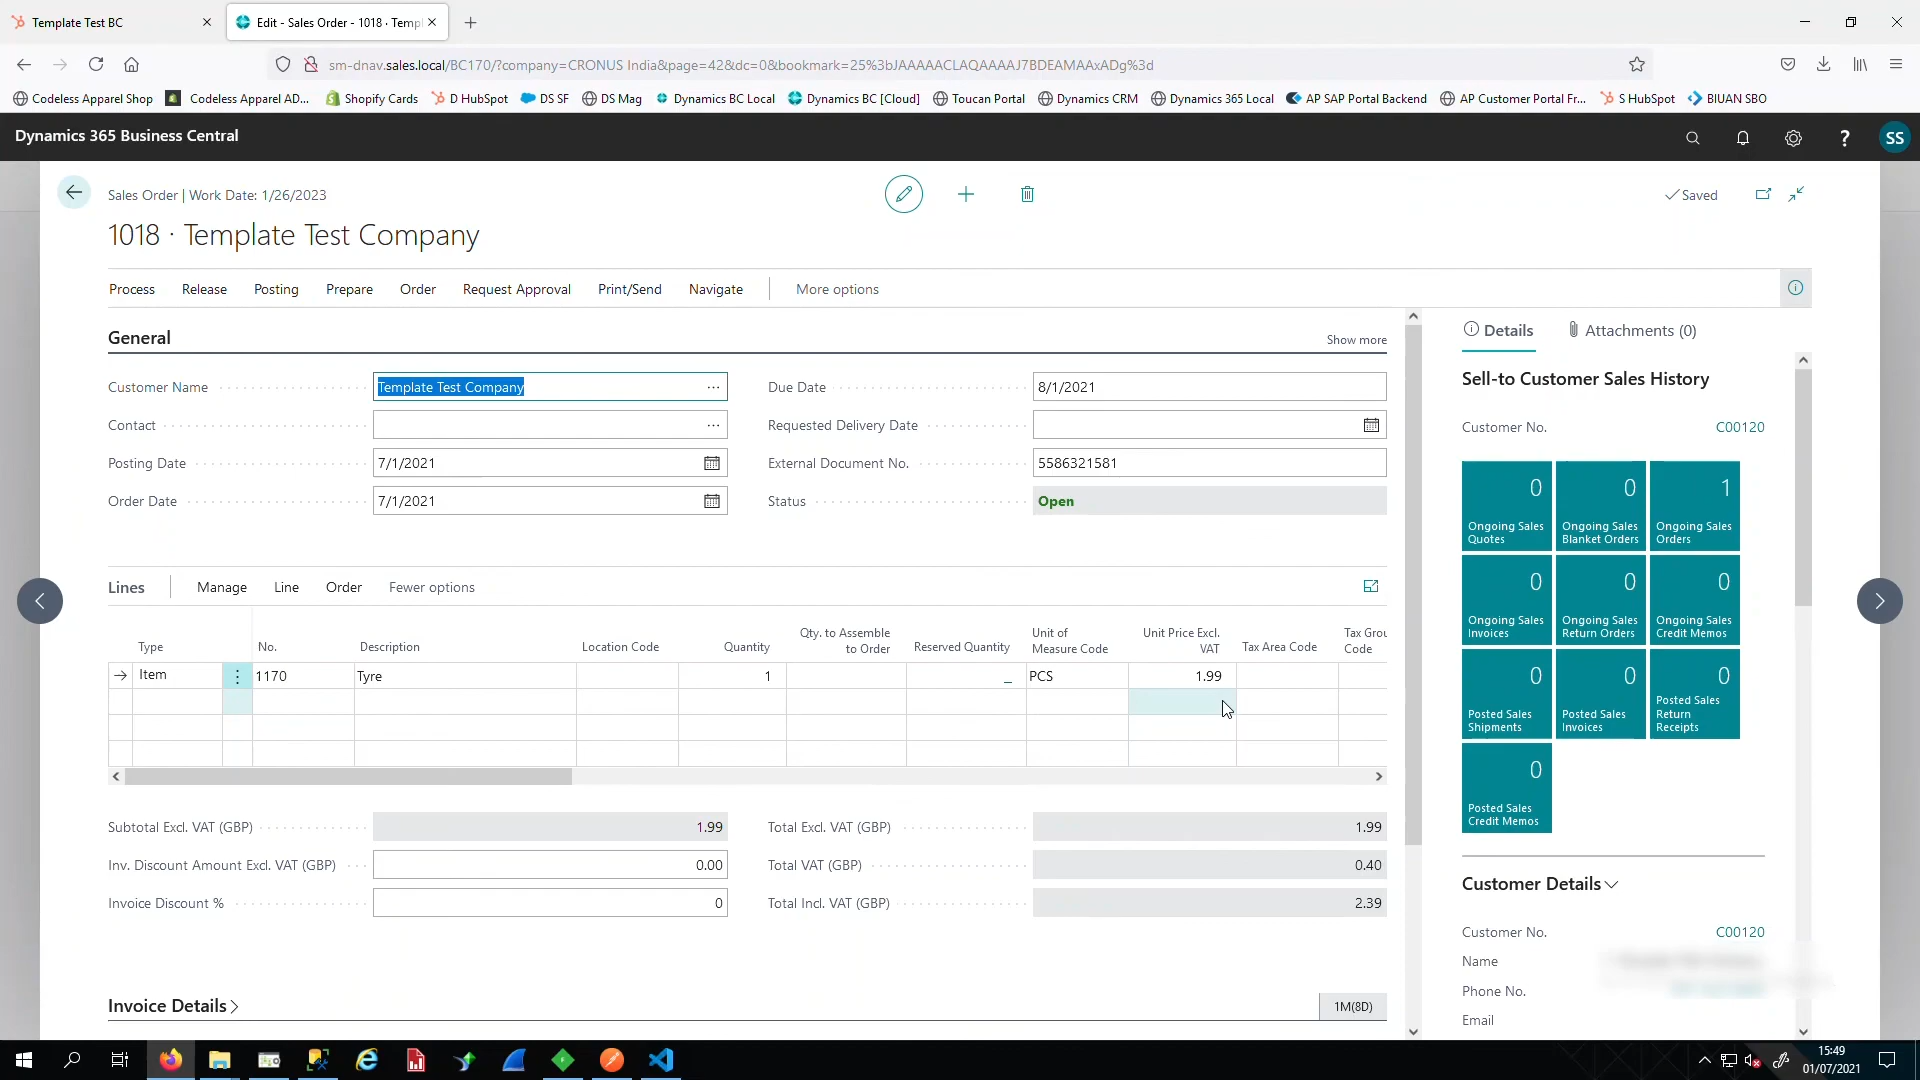 Template Test BC
Edit - Sales Order - 1018 · Templ
sm-dnav.sales.local/BC170/?company=CRONUS India&page=42&dc=0&bookmark=25%3bJAAAAACLAQAAAAJ7BDEAMAAxADg%3d
Codeless Apparel Shop Codeless Apparel AD... Shopify Cards D HubSpot DS SF DS Mag Dynamics BC Local Dynamics BC [Cloud] Toucan Portal Dynamics CRM Dynamics 365 Local AP SAP Portal Backend AP Customer Portal Fr... S HubSpot BIUAN SBO
Dynamics 365 Business Central
? SS
Sales Order | Work Date: 1/26/2023
Saved
1018 · Template Test Company
Process Release Posting Prepare Order Request Approval Print/Send Navigate | More options
General
Show more
Customer Name Template Test Company ...
Contact ...
Posting Date 7/1/2021
Order Date 7/1/2021
Due Date 8/1/2021
Requested Delivery Date
External Document No. 5586321581
Status Open
Lines | Manage Line Order Fewer options
Type No. Description Location Code Quantity Qty. to Assemble to Order Reserved Quantity Unit of Measure Code Unit Price Excl. VAT Tax Area Code Tax Grou Code
Item 1170 Tyre 1 _ PCS 1.99
Subtotal Excl. VAT (GBP) 1.99
Inv. Discount Amount Excl. VAT (GBP) 0.00
Invoice Discount % 0
Total Excl. VAT (GBP) 1.99
Total VAT (GBP) 0.40
Total Incl. VAT (GBP) 2.39
Invoice Details
1M(8D)
Details Attachments (0)
Sell-to Customer Sales History
Customer No. C00120
0 Ongoing Sales Quotes
0 Ongoing Sales Blanket Orders
1 Ongoing Sales Orders
0 Ongoing Sales Invoices
0 Ongoing Sales Return Orders
0 Ongoing Sales Credit Memos
0 Posted Sales Shipments
0 Posted Sales Invoices
0 Posted Sales Return Receipts
0 Posted Sales Credit Memos
Customer Details
Customer No. C00120
Name
Phone No.
Email
15:49
01/07/2021